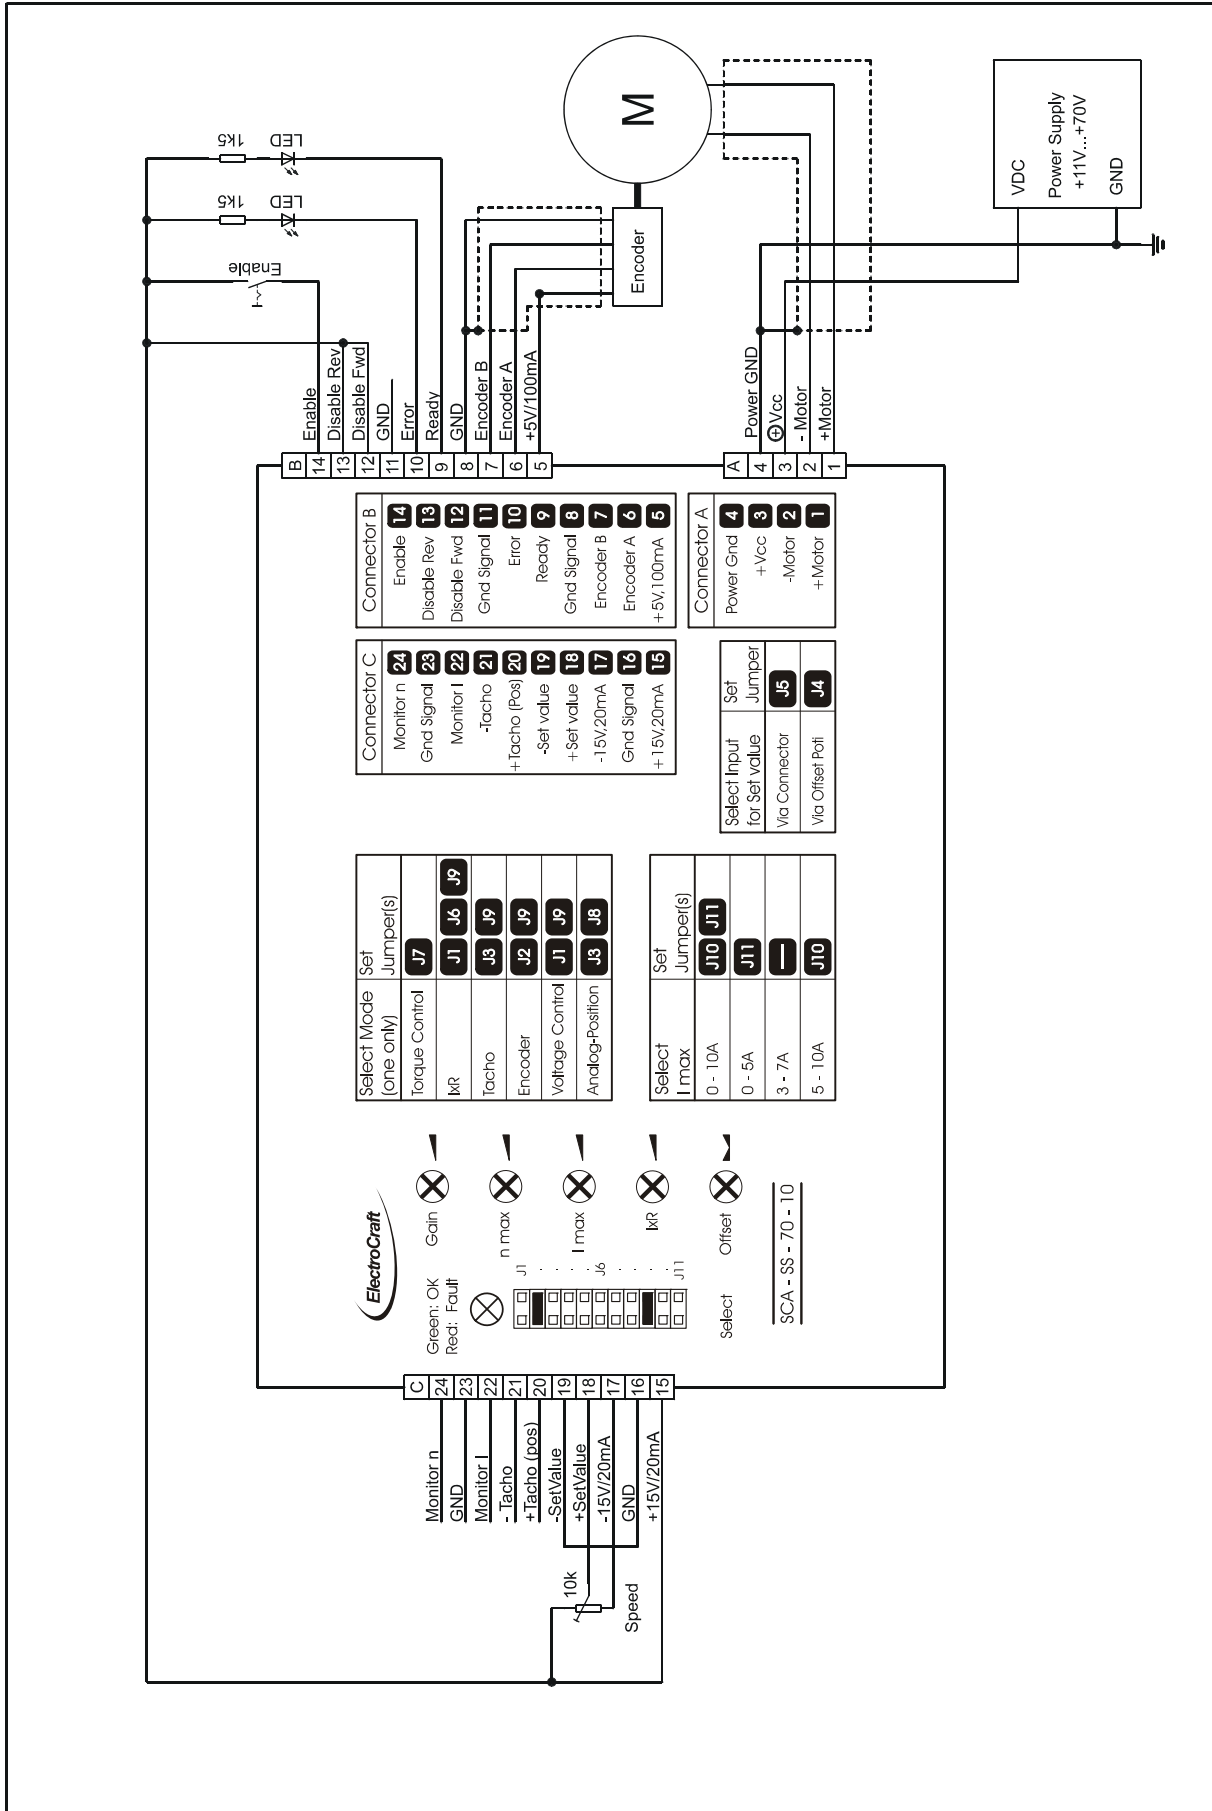 1k5
LED
1k5
LED
Enable
M
Encoder
VDC
Power Supply
+11V...+70V
GND
Enable
Disable Rev
Disable Fwd
GND
Error
Ready
GND
Encoder B
Encoder A
+5V/100mA
Power GND
+Vcc
- Motor
+Motor
B
14
13
12
11
10
9
8
7
6
5
A
4
3
2
1
Connector B
Enable 14
Disable Rev 13
Disable Fwd 12
Gnd Signal 11
Error 10
Ready 9
Gnd Signal 8
Encoder B 7
Encoder A 6
+5V,100mA 5
Connector A
Power Gnd 4
+Vcc 3
-Motor 2
+Motor 1
Connector C
Monitor n 24
Gnd Signal 23
Monitor I 22
-Tacho 21
+Tacho (Pos) 20
-Set value 19
+Set value 18
-15V,20mA 17
Gnd Signal 16
+15V,20mA 15
Select Input for Set value
Set Jumper
Via Connector J5
Via Offset Poti J4
Select Mode (one only)
Set Jumper(s)
Torque Control J7
IxR J1 J6 J9
Tacho J3 J9
Encoder J2 J9
Voltage Control J1 J9
Analog-Position J3 J8
Select I max
Set Jumper(s)
0 - 10A J10 J11
0 - 5A J11
3 - 7A —
5 - 10A J10
ElectroCraft
Green: OK
Red: Fault
Gain
n max
I max
IxR
Offset
J1
J6
J11
Select
SCA - SS - 70 - 10
C
24
23
22
21
20
19
18
17
16
15
Monitor n
GND
Monitor I
- Tacho
+Tacho (pos)
-SetValue
+SetValue
-15V/20mA
GND
+15V/20mA
10k
Speed